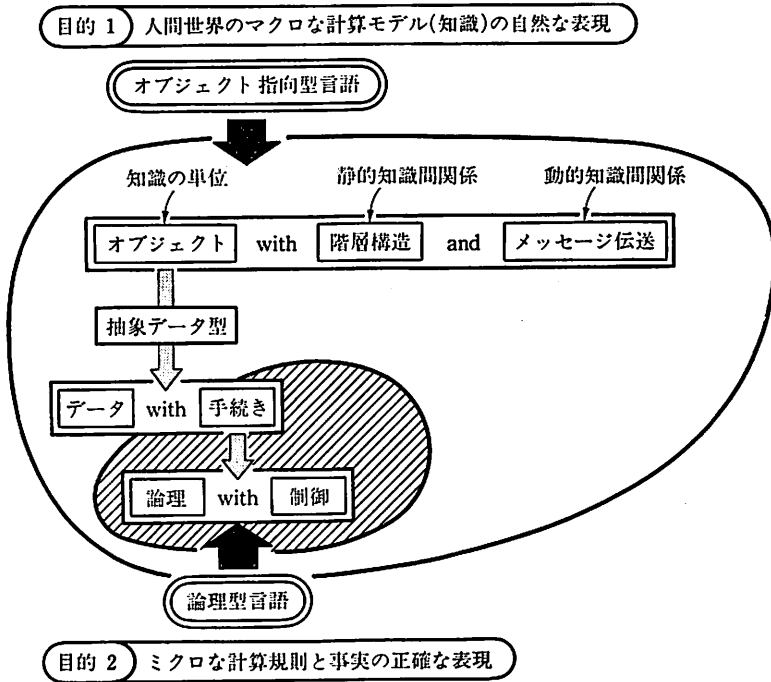 目的 1 人間世界のマクロな計算モデル(知識)の自然な表現
オブジェクト指向型言語
知識の単位 静的知識間関係 動的知識間関係
オブジェクト with 階層構造 and メッセージ伝送
抽象データ型
データ with 手続き
論理 with 制御
論理型言語
目的 2 ミクロな計算規則と事実の正確な表現